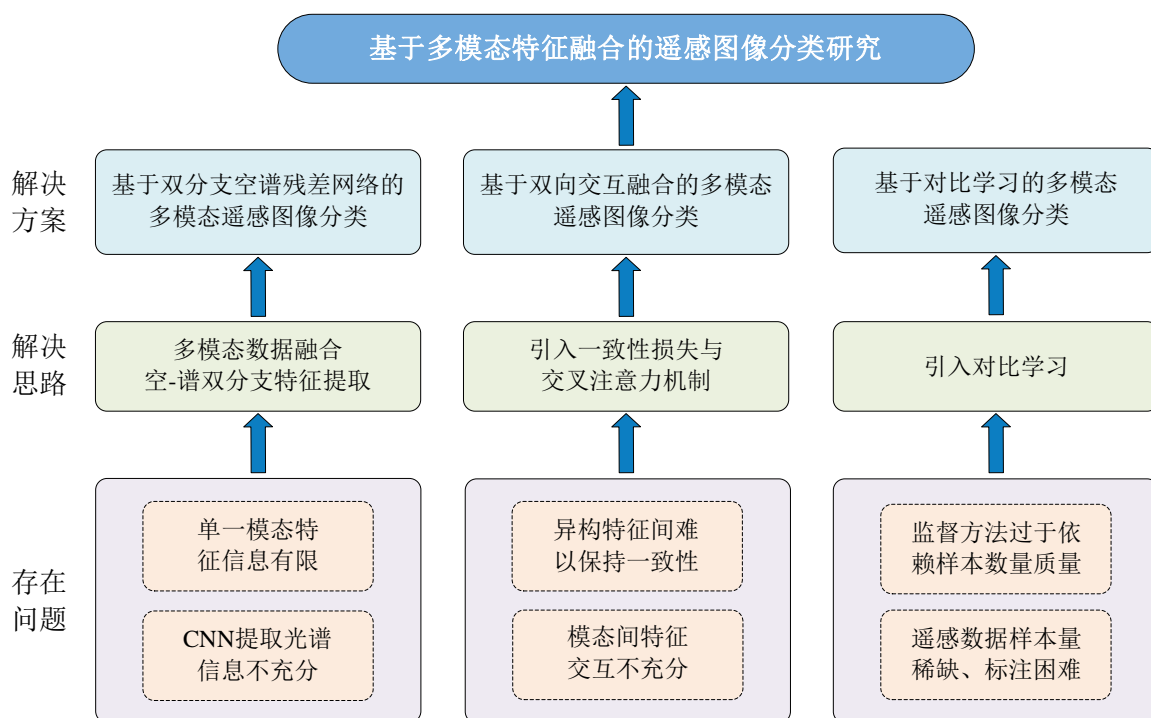 基于多模态特征融合的遥感图像分类研究
解决
方案
基于双分支空谱残差网络的
多模态遥感图像分类
基于双向交互融合的多模态
遥感图像分类
基于对比学习的多模态
遥感图像分类
解决
思路
多模态数据融合
空-谱双分支特征提取
引入一致性损失与
交叉注意力机制
引入对比学习
存在
问题
单一模态特
征信息有限
CNN提取光谱
信息不充分
异构特征间难
以保持一致性
模态间特征
交互不充分
监督方法过于依
赖样本数量质量
遥感数据样本量
稀缺、标注困难